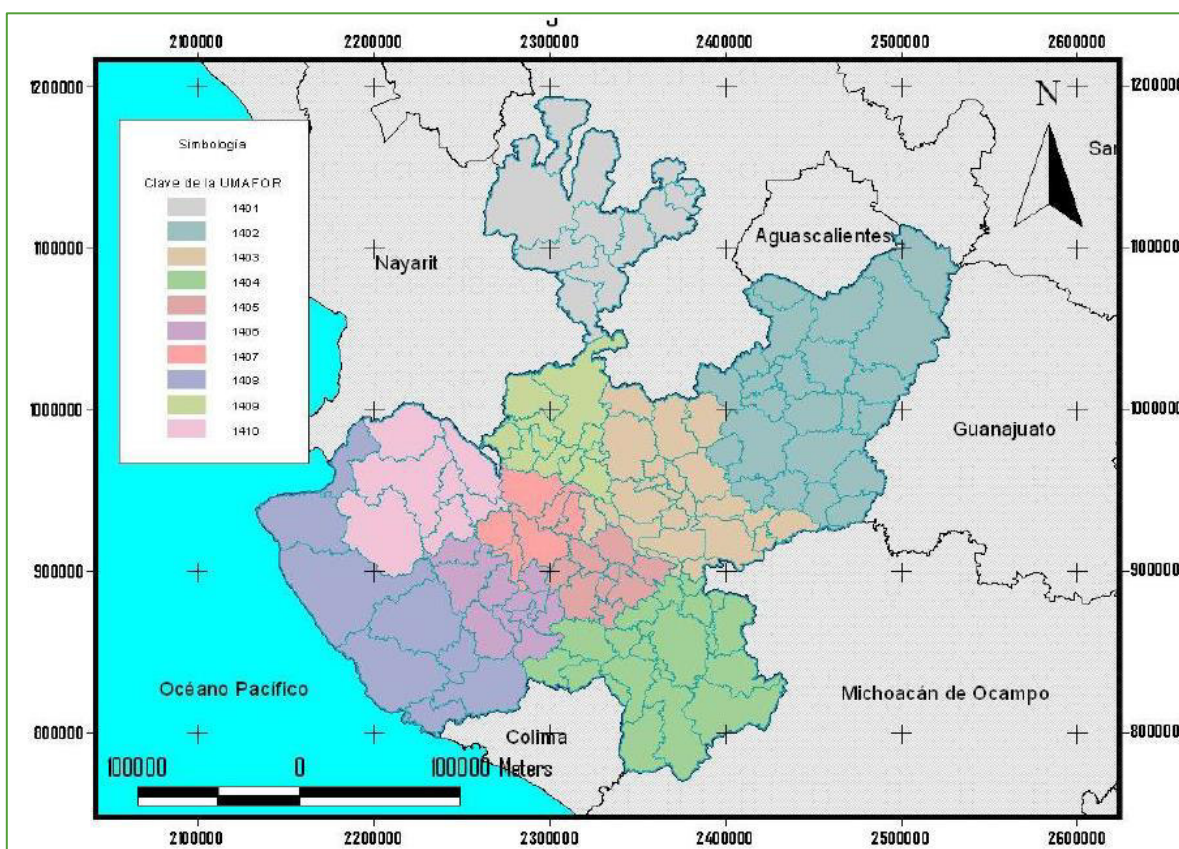 2100000 2200000 2300000 2400000 2500000 2600000
1200000 1200000
N
San
Simbología
Clave de la UMAFOR
1401
1402
1403
1404
1405
1406
1407
1408
1409
1410
Aguascalientes
1100000 1100000
Nayarit
1000000 1000000
Guanajuato
900000 900000
Océano Pacífico
Michoacán de Ocampo
Colima
800000 800000
100000 0 100000 Meters
2100000 2200000 2300000 2400000 2500000 2600000